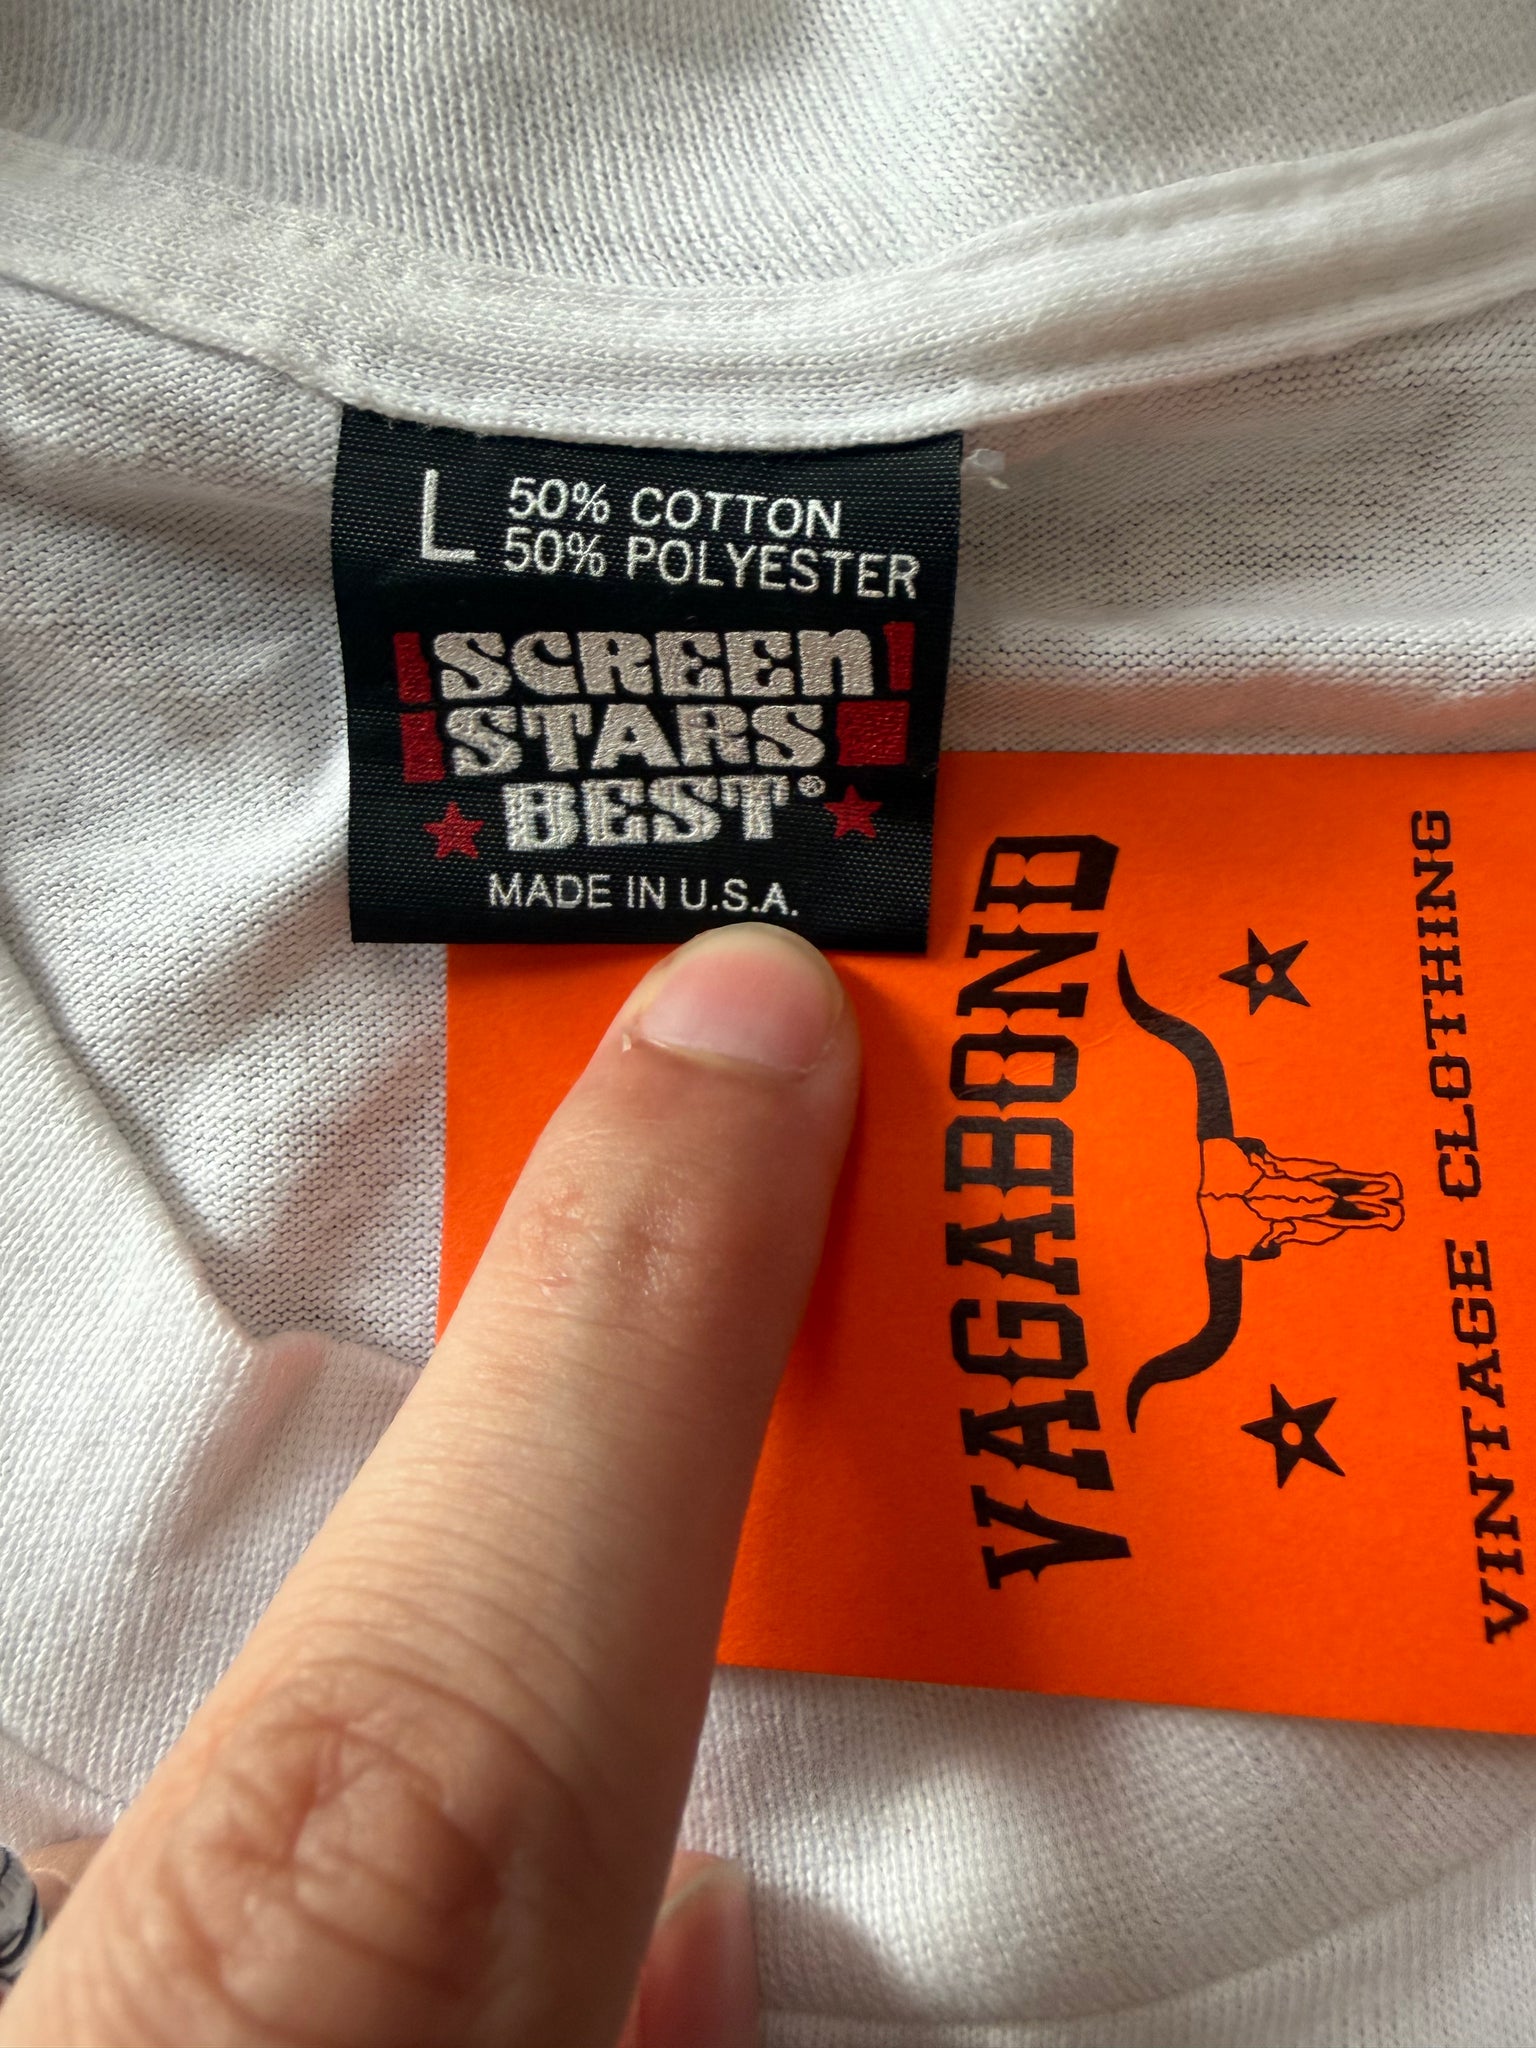 L 50% COTTON
50% POLYESTER
SCREEn
STARS
BEST®
MADE IN U.S.A.
VAGABOND
VINTAGE CLOTHING